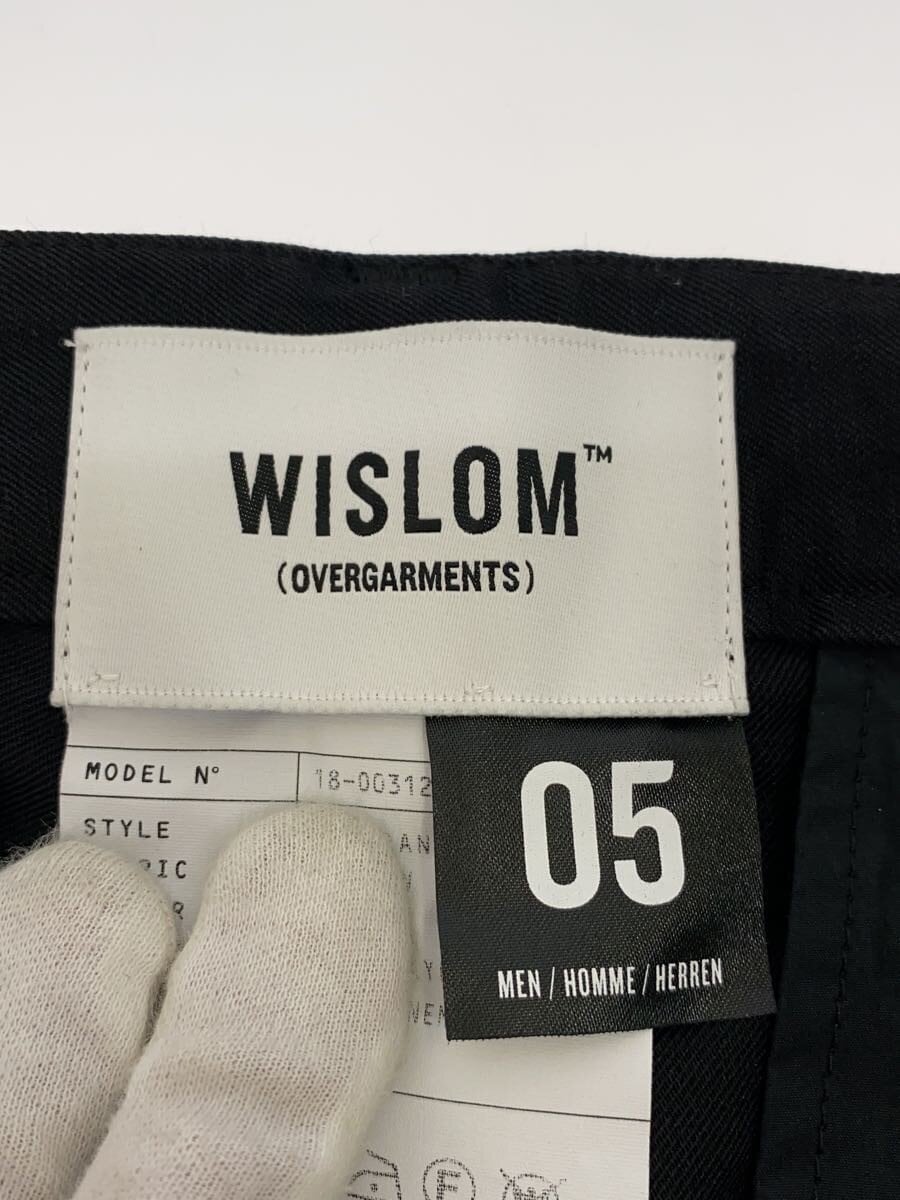 WISLOM™
(OVERGARMENTS)
MODEL N° 18-00312
STYLE
05
MEN / HOMME / HERREN